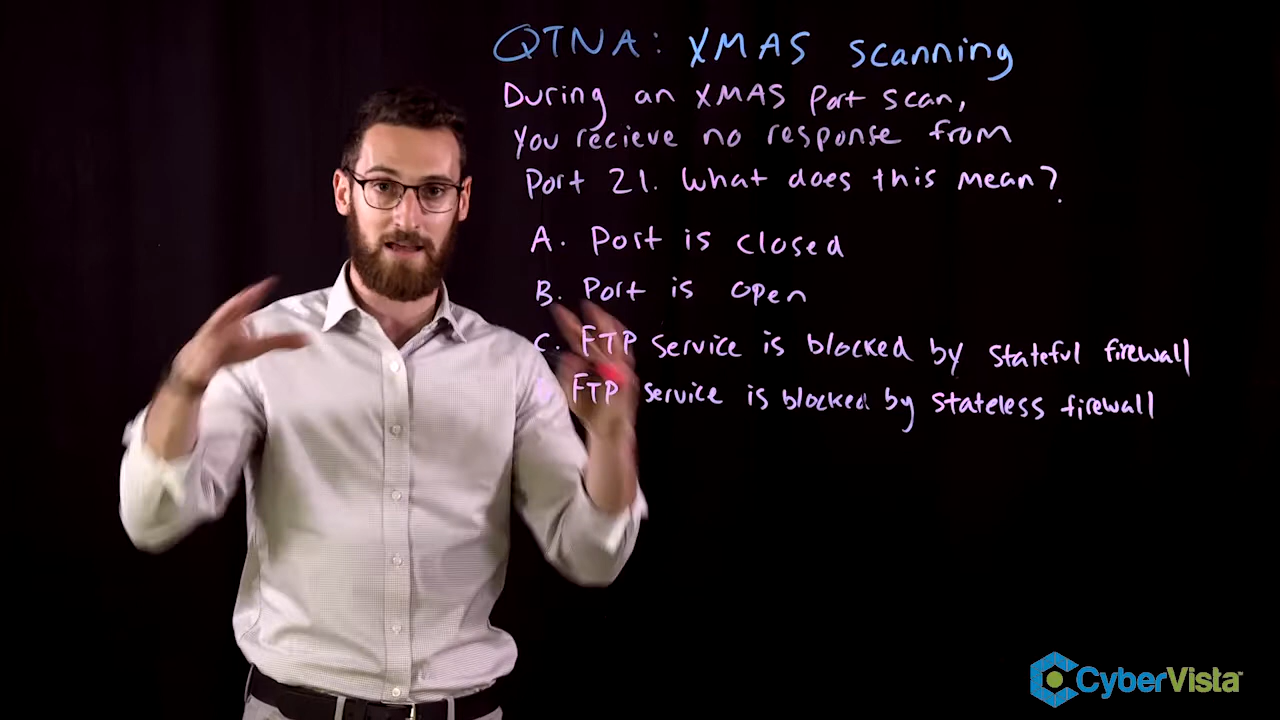 QTNA: XMAS scanning
During an XMAS port scan,
you recieve no response from
Port 21. What does this mean?
A. Port is closed
B. Port is open
C. FTP service is blocked by stateful firewall
FTP service is blocked by stateless firewall
CyberVista